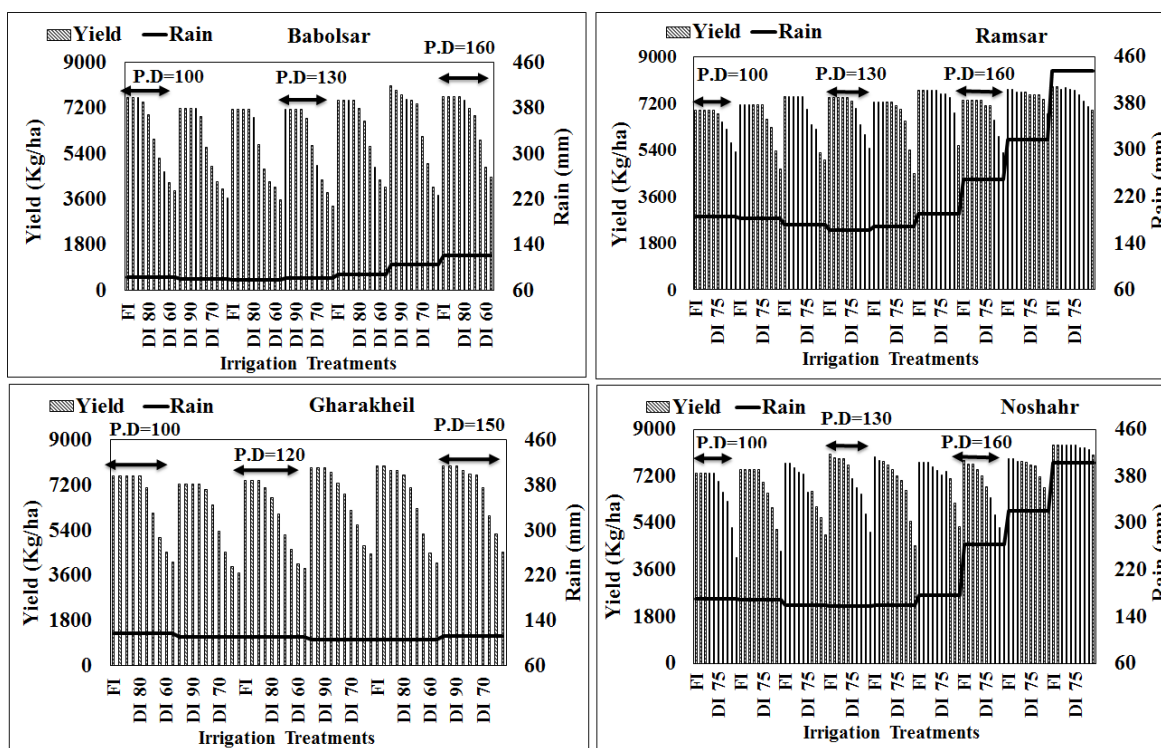 Yield Rain Babolsar
P.D=160
P.D=100 P.D=130
9000 7200 5400 3600 1800 0
Yield (Kg/ha)
460 380 300 220 140 60
Rain (mm)
FI DI 80 DI 60 DI 90 DI 70 FI DI 80 DI 60 DI 90 DI 70 FI DI 80 DI 60 DI 90 DI 70 FI DI 80 DI 60
Irrigation Treatments
Yield Rain Ramsar
P.D=100 P.D=130 P.D=160
9000 7200 5400 3600 1800 0
Yield (Kg/ha)
460 380 300 220 140 60
Rain (mm)
FI DI 75 FI DI 75 FI DI 75 FI DI 75 FI DI 75 FI DI 75 FI DI 75 FI DI 75 FI DI 75
Irrigation Treatments
Yield Rain Gharakheil
P.D=100 P.D=120 P.D=150
9000 7200 5400 3600 1800 0
Yield (Kg/ha)
460 380 300 220 140 60
Rain (mm)
FI DI 80 DI 60 DI 90 DI 70 FI DI 80 DI 60 DI 90 DI 70 FI DI 80 DI 60 DI 90 DI 70
Irrigation Treatments
Yield Rain Noshahr
P.D=130
P.D=100 P.D=160
9000 7200 5400 3600 1800 0
Yield (Kg/ha)
460 380 300 220 140 60
Rain (mm)
FI DI 75 FI DI 75 FI DI 75 FI DI 75 FI DI 75 FI DI 75 FI DI 75 FI DI 75 FI DI 75
Irrigation Treatments